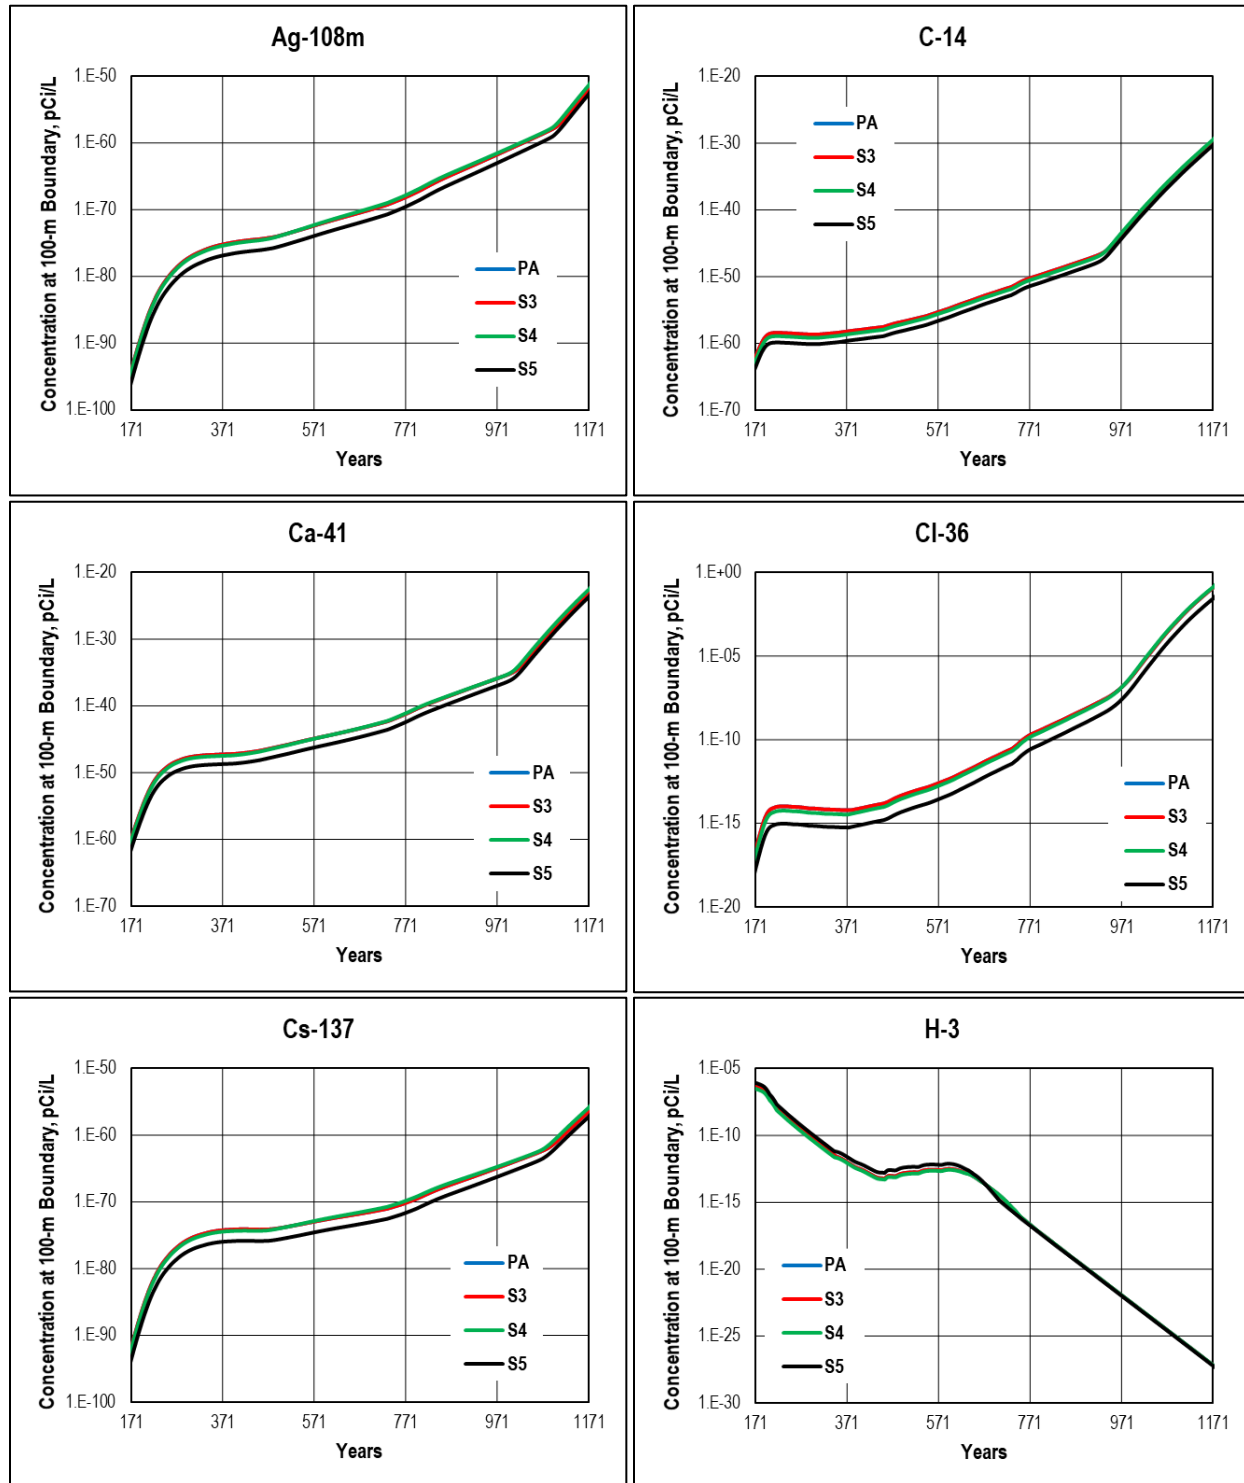 Ag-108m
Concentration at 100-m Boundary, pCi/L
1.E-50
1.E-60
1.E-70
1.E-80
1.E-90
1.E-100
PA
S3
S4
S5
171 371 571 771 971 1171
Years
C-14
Concentration at 100-m Boundary, pCi/L
1.E-20
1.E-30
1.E-40
1.E-50
1.E-60
1.E-70
PA
S3
S4
S5
171 371 571 771 971 1171
Years
Ca-41
Concentration at 100-m Boundary, pCi/L
1.E-20
1.E-30
1.E-40
1.E-50
1.E-60
1.E-70
PA
S3
S4
S5
171 371 571 771 971 1171
Years
Cl-36
Concentration at 100-m Boundary, pCi/L
1.E+00
1.E-05
1.E-10
1.E-15
1.E-20
PA
S3
S4
S5
171 371 571 771 971 1171
Years
Cs-137
Concentration at 100-m Boundary, pCi/L
1.E-50
1.E-60
1.E-70
1.E-80
1.E-90
1.E-100
PA
S3
S4
S5
171 371 571 771 971 1171
Years
H-3
Concentration at 100-m Boundary, pCi/L
1.E-05
1.E-10
1.E-15
1.E-20
1.E-25
1.E-30
PA
S3
S4
S5
171 371 571 771 971 1171
Years